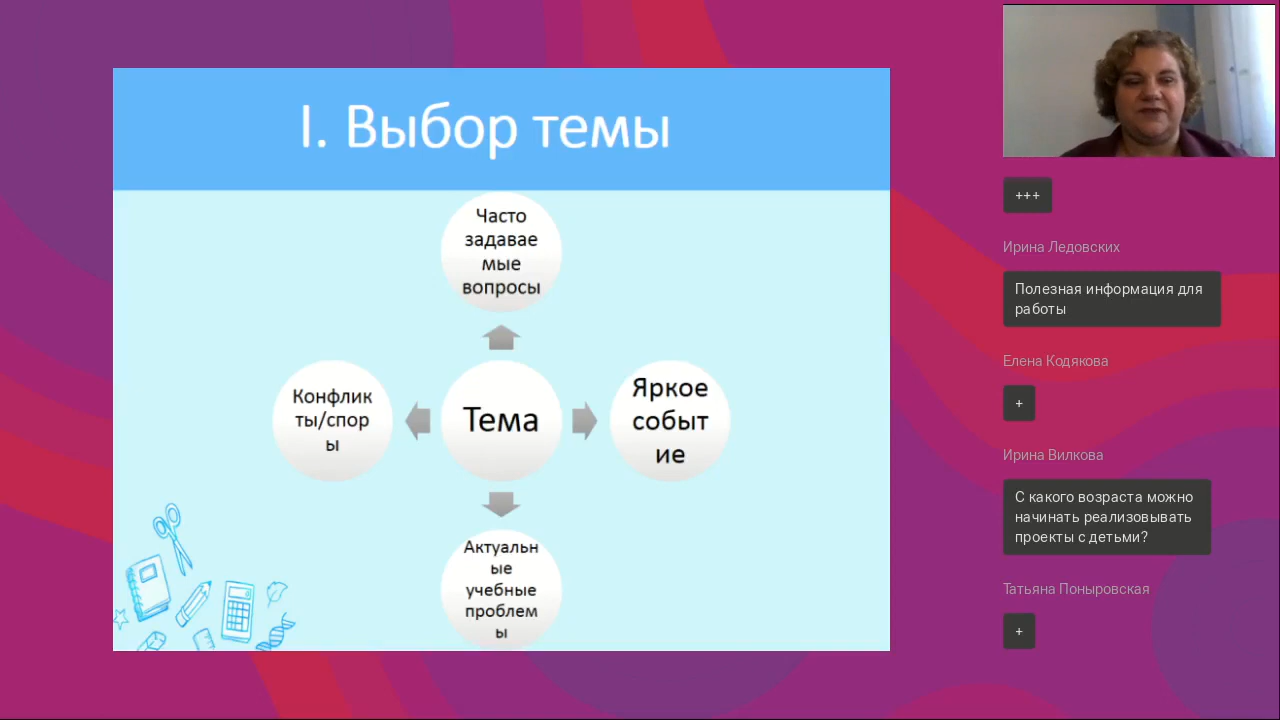 I. Выбор темы
Часто
задавае
мые
вопросы
Конфлик
ты/спор
ы
Тема
Яркое
событ
ие
Актуальн
ые
учебные
проблем
ы
+++
Ирина Ледовских
Полезная информация для
работы
Елена Кодякова
+
Ирина Вилкова
С какого возраста можно
начинать реализовывать
проекты с детьми?
Татьяна Поныровская
+